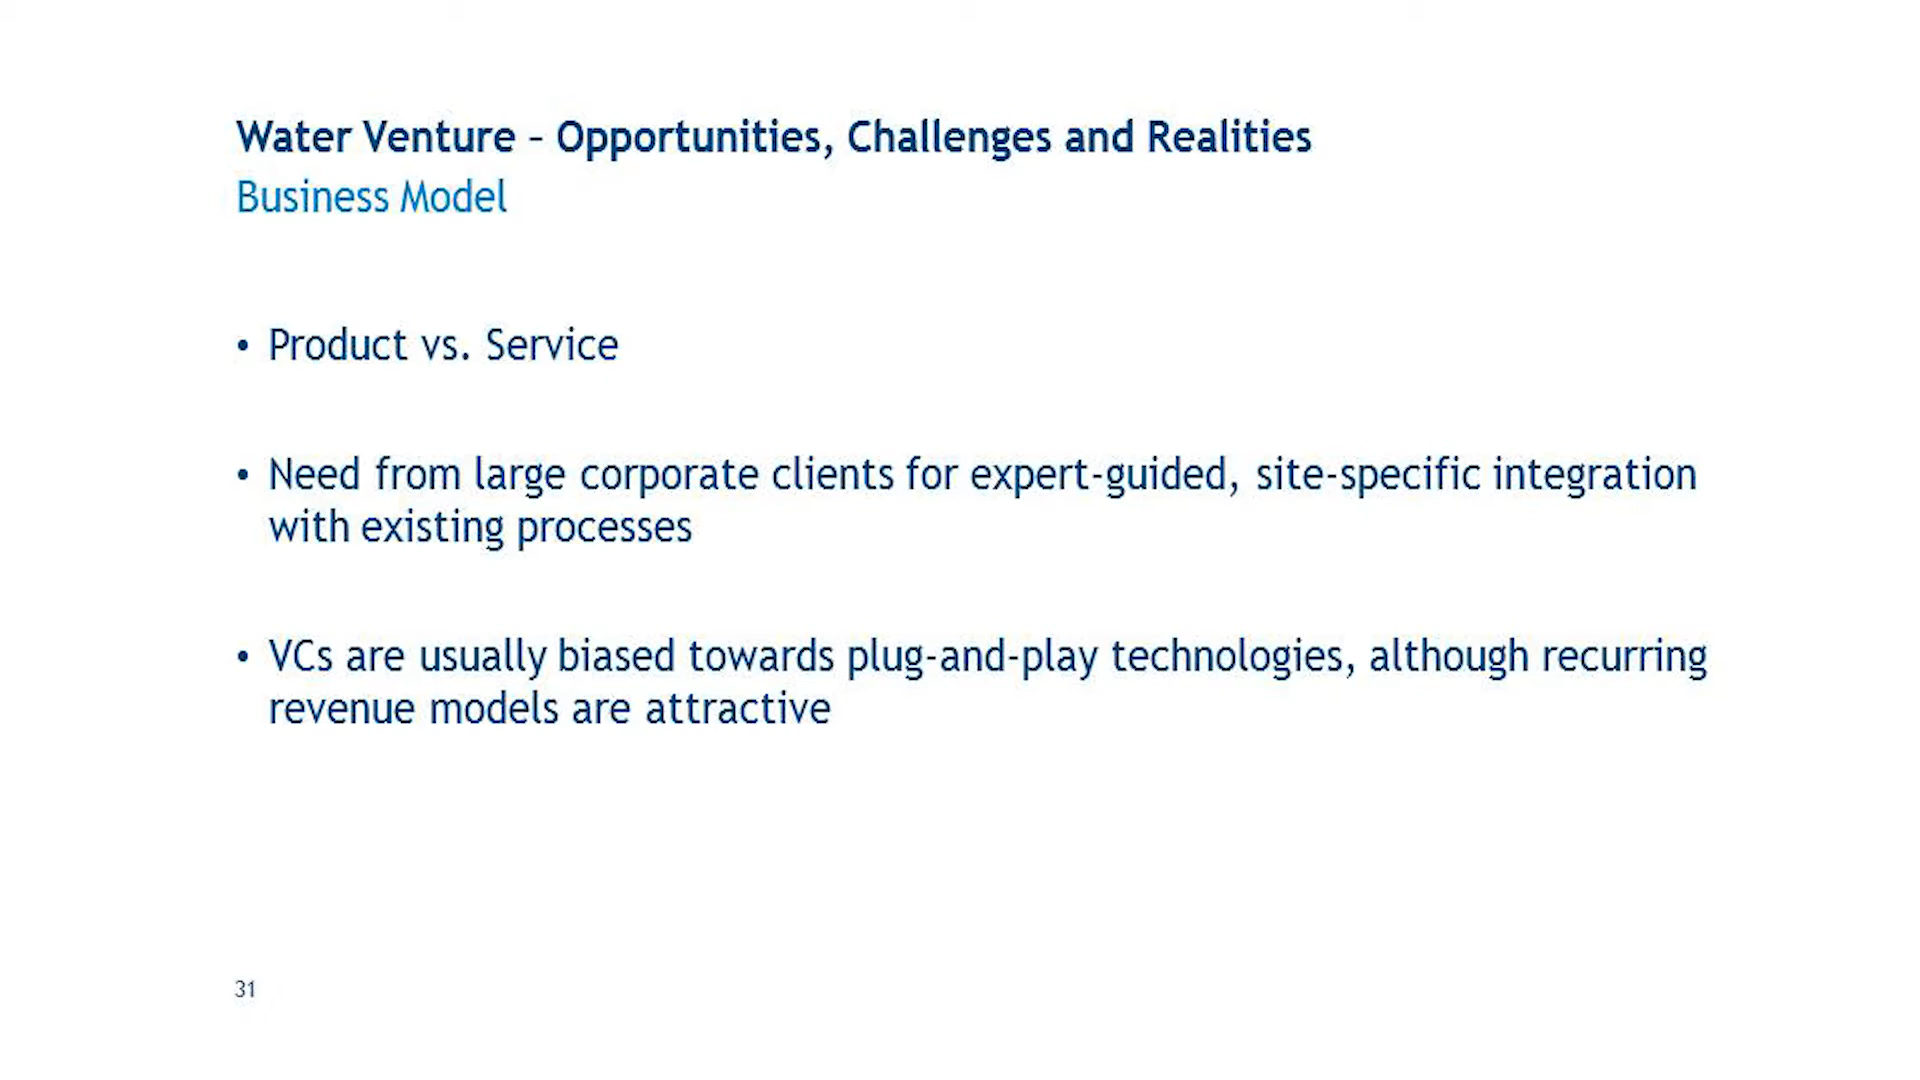 Water Venture – Opportunities, Challenges and Realities
Business Model
• Product vs. Service
• Need from large corporate clients for expert-guided, site-specific integration
with existing processes
• VCs are usually biased towards plug-and-play technologies, although recurring
revenue models are attractive
31